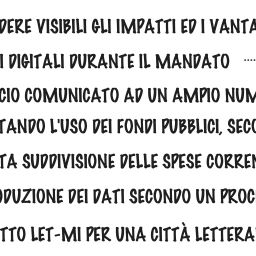 DERE VISIBILI GLI IMPATTI ED I VANTA
I DIGITALI DURANTE IL MANDATO ....
CIO COMUNICATO AD UN AMPIO NUM
TANDO L'USO DEI FONDI PUBBLICI, SECO
TA SUDDIVISIONE DELLE SPESE CORREN
ODUZIONE DEI DATI SECONDO UN PROC
TTO LET-MI PER UNA CITTÀ LETTERA